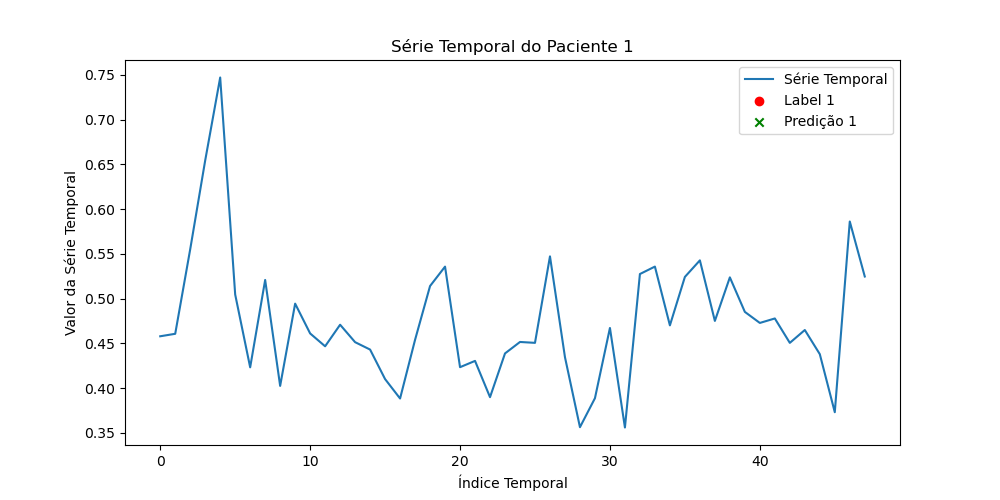 Série Temporal do Paciente 1
Série Temporal
Label 1
Predição 1
Valor da Série Temporal
0.75
0.70
0.65
0.60
0.55
0.50
0.45
0.40
0.35
0 10 20 30 40
Índice Temporal